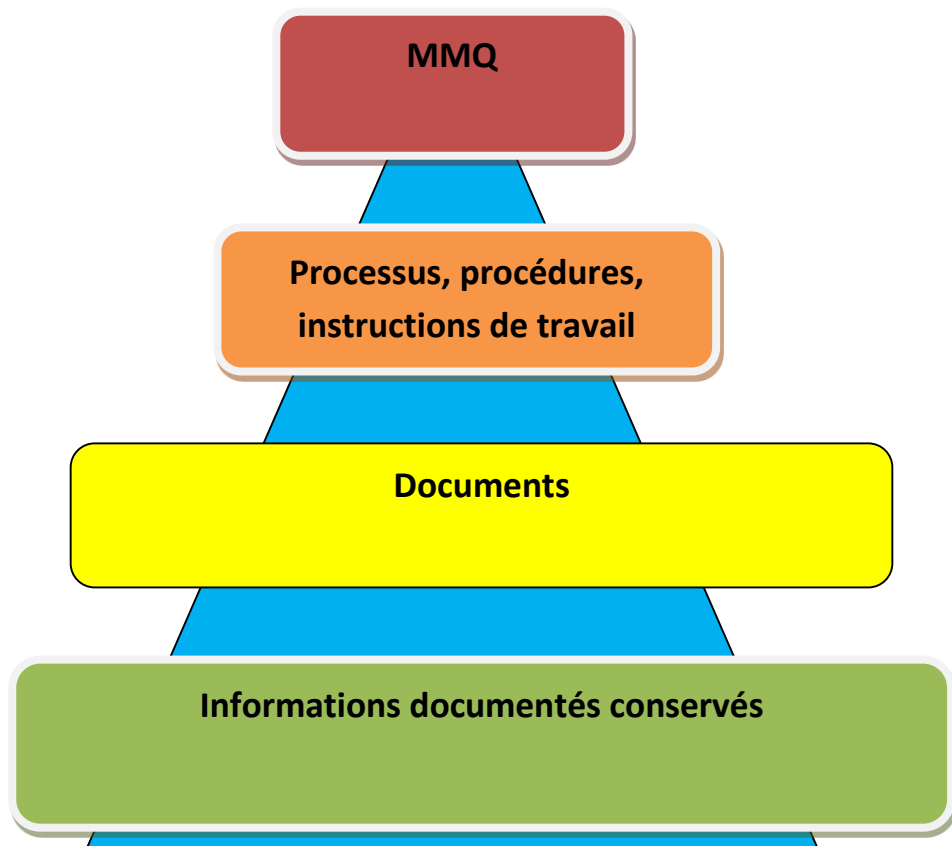 MMQ
Processus, procédures,
instructions de travail
Documents
Informations documentés conservés